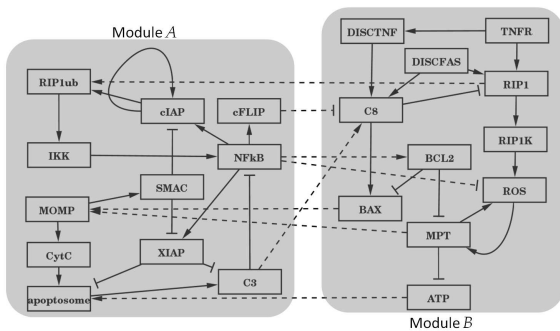 Module A
RIP1ub
cIAP
cFLIP
IKK
NFkB
SMAC
MOMP
CytC
XIAP
C3
apoptosome
DISCTNF
TNFR
DISCFAS
RIP1
C8
RIP1K
BCL2
ROS
BAX
MPT
ATP
Module B